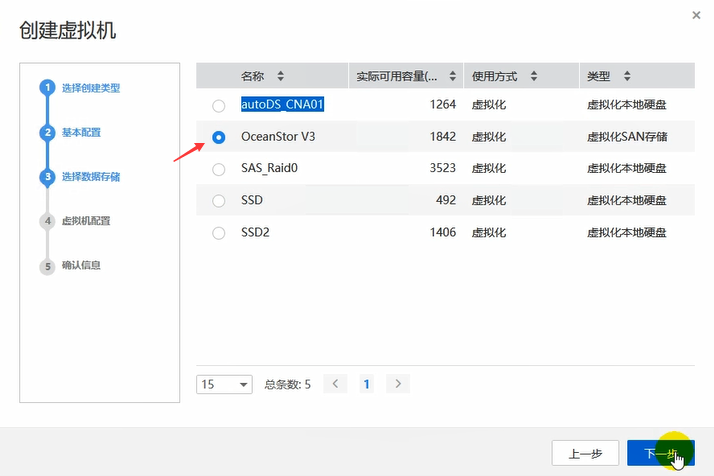 创建虚拟机
1 选择创建类型
2 基本配置
3 选择数据存储
4 虚拟机配置
5 确认信息
名称 实际可用容量(... 使用方式 类型
autoDS_CNA01 1264 虚拟化 虚拟化本地硬盘
OceanStor V3 1842 虚拟化 虚拟化SAN存储
SAS_Raid0 3523 虚拟化 虚拟化本地硬盘
SSD 492 虚拟化 虚拟化本地硬盘
SSD2 1406 虚拟化 虚拟化本地硬盘
15 总条数: 5 1
上一步 下一步